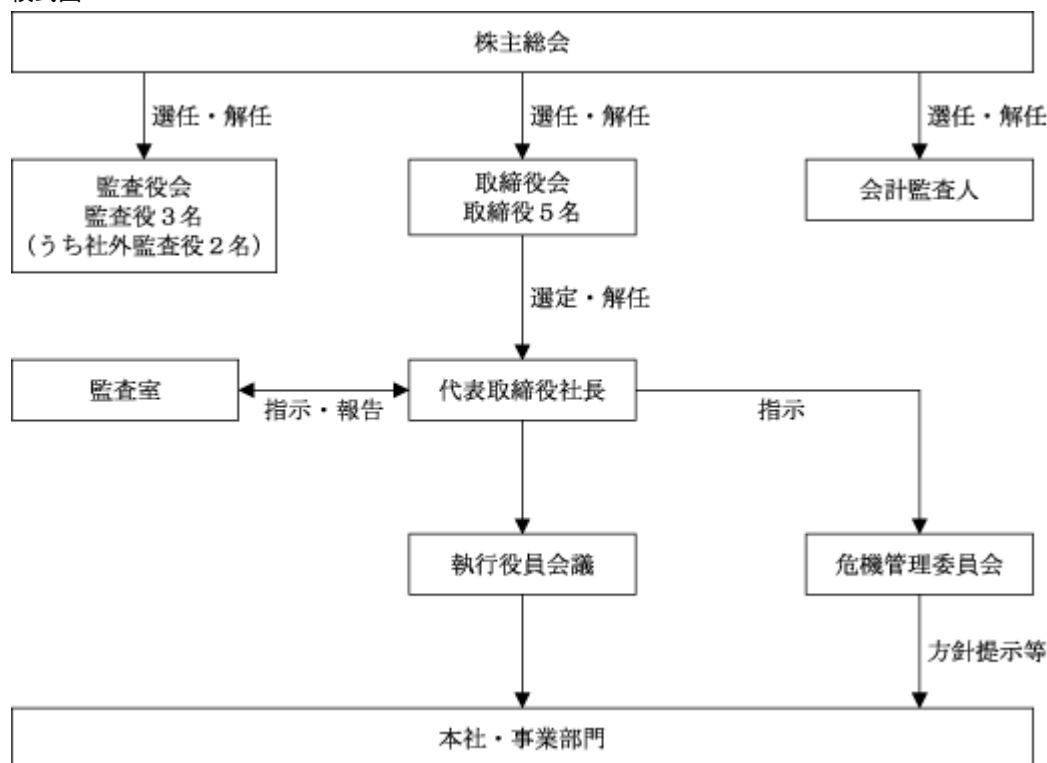 株主総会
選任・解任
選任・解任
選任・解任
監査役会
監査役3名
(うち社外監査役2名)
取締役会
取締役5名
会計監査人
選定・解任
監査室
指示・報告
代表取締役社長
指示
執行役員会議
危機管理委員会
方針提示等
本社・事業部門